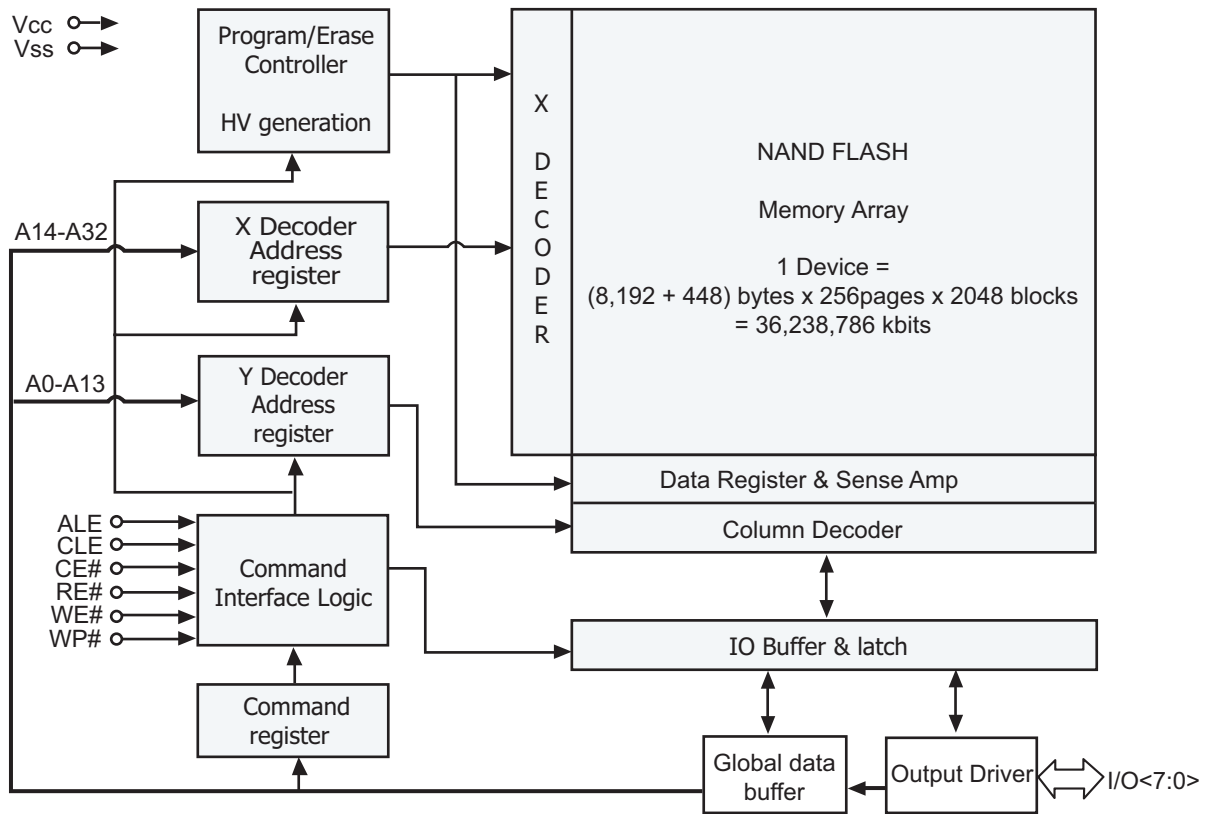 Vcc
Vss
Program/Erase
Controller
HV generation
X DECODER
NAND FLASH
Memory Array
1 Device =
(8,192 + 448) bytes x 256pages x 2048 blocks
= 36,238,786 kbits
A14-A32
X Decoder
Address
register
A0-A13
Y Decoder
Address
register
Data Register & Sense Amp
Column Decoder
ALE
CLE
CE#
RE#
WE#
WP#
Command
Interface Logic
IO Buffer & latch
Command
register
Global data
buffer
Output Driver
I/O<7:0>